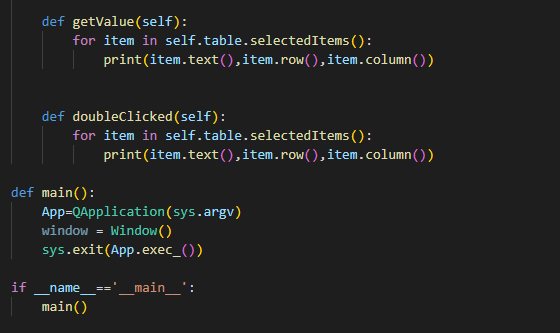 def getValue(self):
for item in self.table.selectedItems():
print(item.text(),item.row(),item.column())
def doubleClicked(self):
for item in self.table.selectedItems():
print(item.text(),item.row(),item.column())
def main():
App=QApplication(sys.argv)
window = Window()
sys.exit(App.exec_())
if __name__=='__main__':
main()